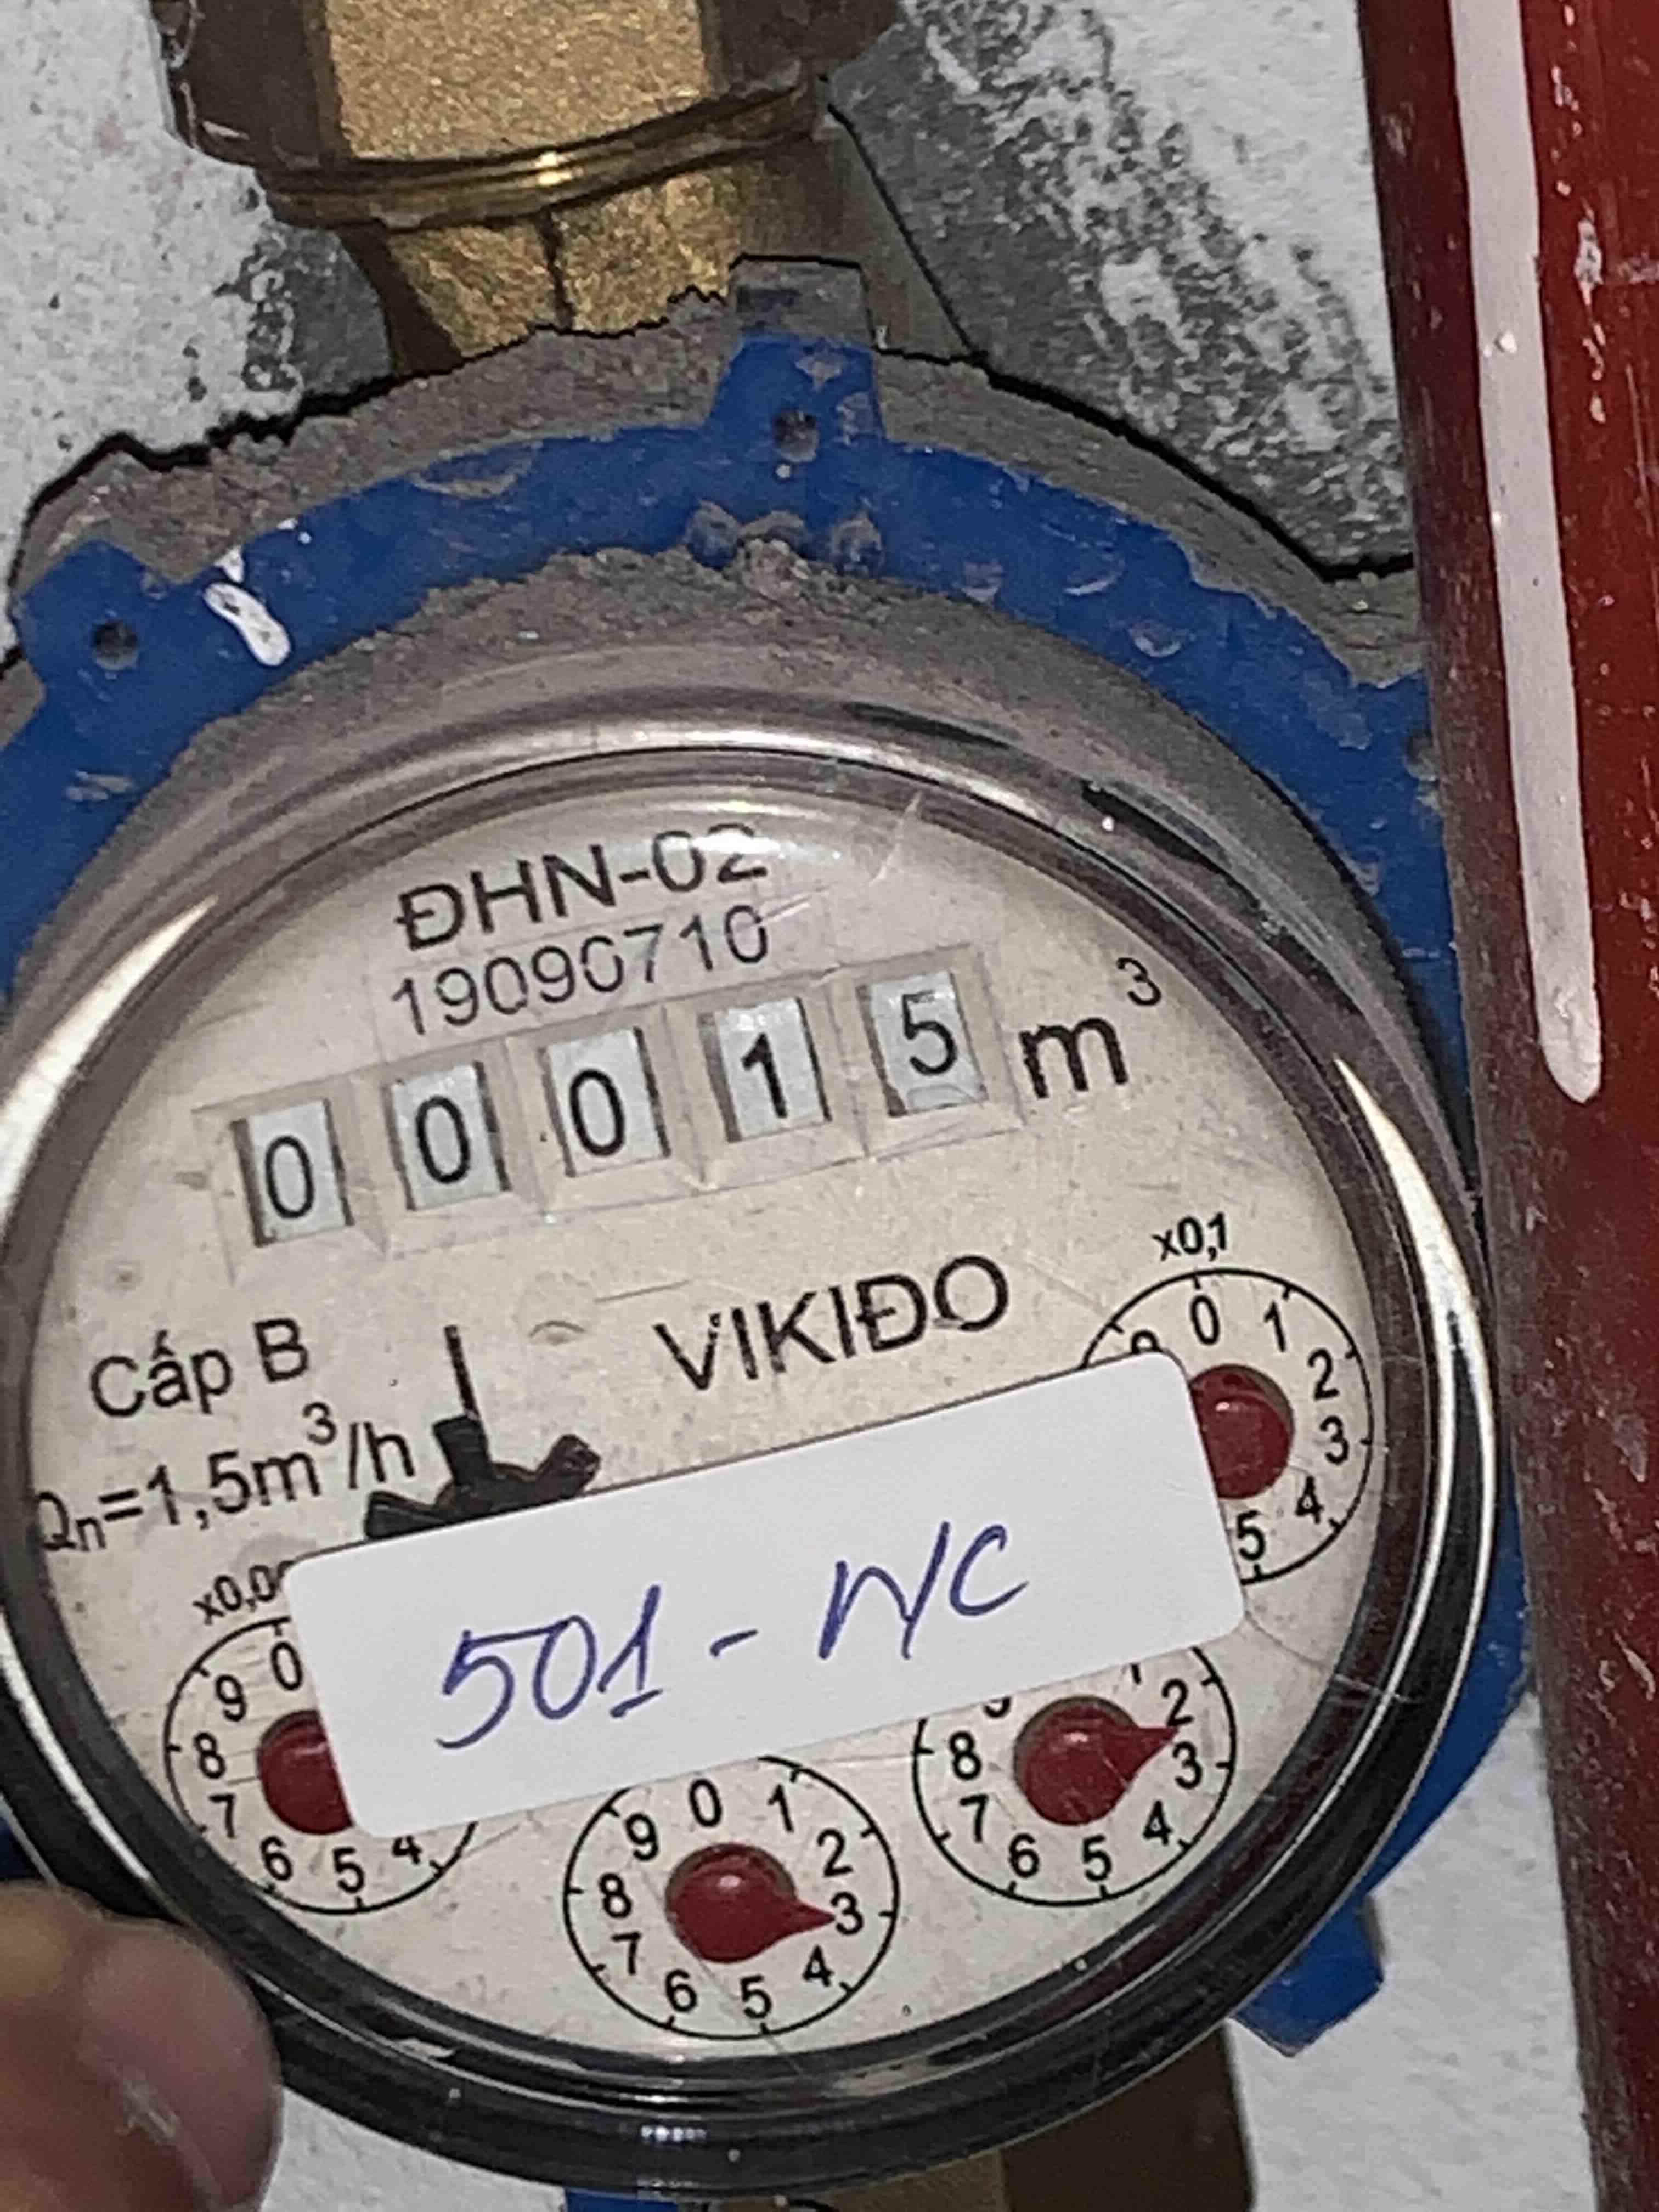 ĐHN-02
19090710
0 0 0 1 5 m³
x0,1
Cấp B
VIKIĐO
Qn=1,5m³/h
0 1 2 3 4 5
501 - WC
9 0
8
7
6 5 4
0 1 2 3 4 5 6 7 8 9
1 2 3 4 5 6 7 8